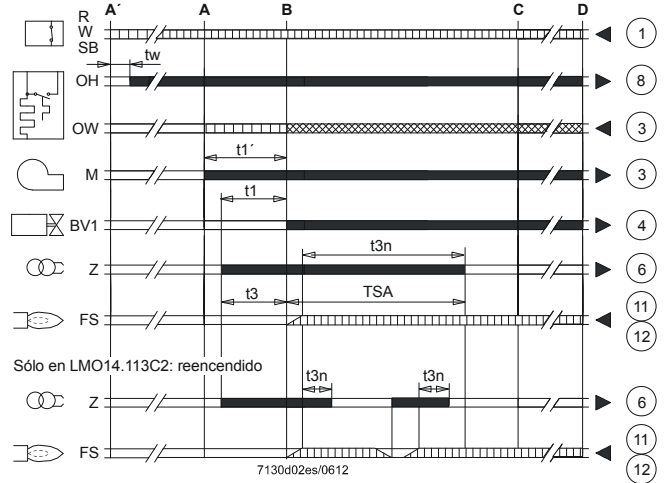 A´ A B C D
R
W
SB
1
tw
OH 8
OW 3
t1´
M 3
t1
BV1 4
t3n
Z 6
t3 TSA
FS 11
12
Sólo en LMO14.113C2: reencendido
t3n t3n
Z 6
FS 11
12
7130d02es/0612